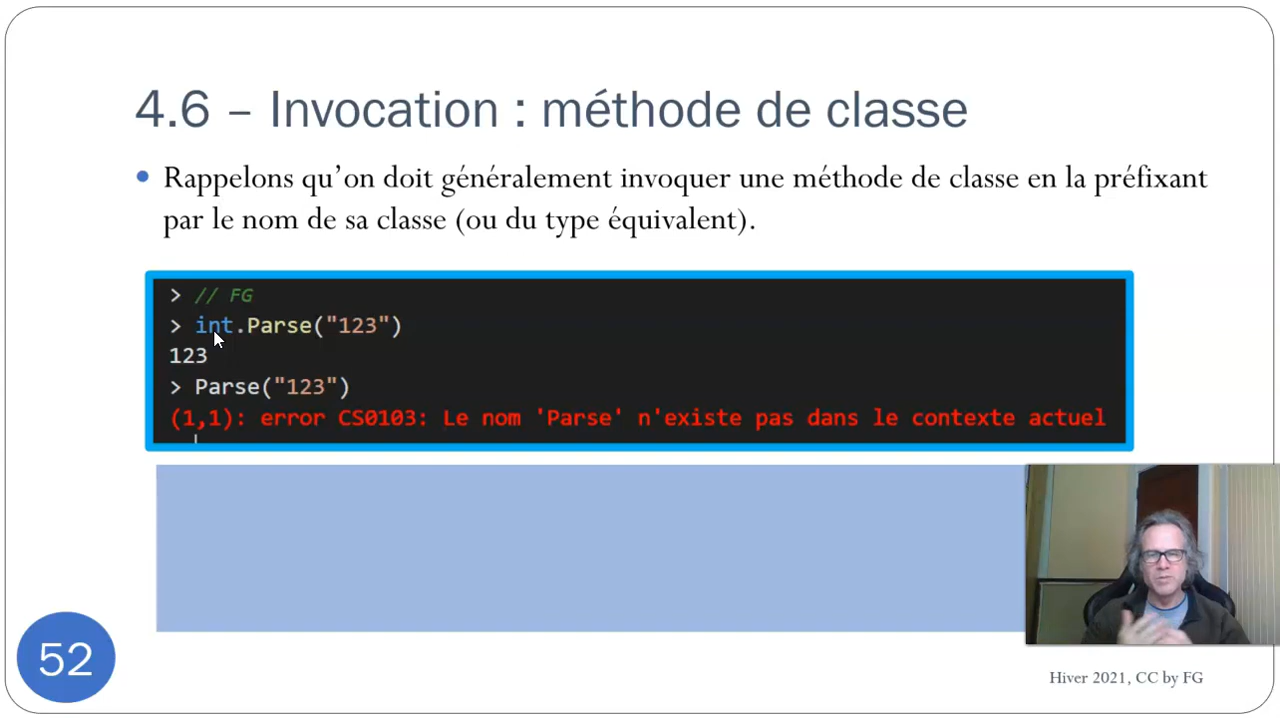 4.6 – Invocation : méthode de classe
Rappelons qu’on doit généralement invoquer une méthode de classe en la préfixant
par le nom de sa classe (ou du type équivalent).
> // FG
> int.Parse("123")
123
> Parse("123")
(1,1): error CS0103: Le nom 'Parse' n'existe pas dans le contexte actuel
52
Hiver 2021, CC by FG